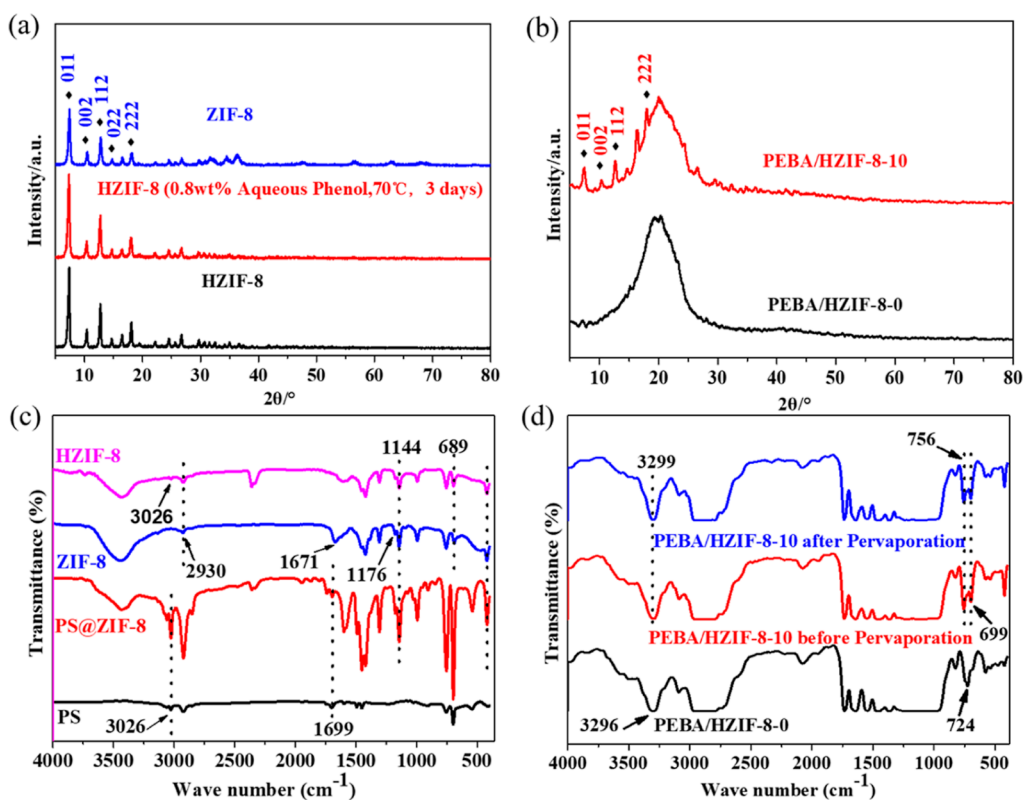 (a)
Intensity/a.u.
011
002
112
022
222
ZIF-8
HZIF-8 (0.8wt% Aqueous Phenol,70℃, 3 days)
HZIF-8
10 20 30 40 50 60 70 80
2θ/°
(b)
Intensity/a.u.
011
002
112
222
PEBA/HZIF-8-10
PEBA/HZIF-8-0
10 20 30 40 50 60 70 80
2θ/°
(c)
Transmittance (%)
HZIF-8
1144
689
3026
ZIF-8
2930
1671
1176
PS@ZIF-8
PS
3026
1699
4000 3500 3000 2500 2000 1500 1000 500
Wave number (cm-1)
(d)
Transmittance (%)
3299
756
PEBA/HZIF-8-10 after Pervaporation
PEBA/HZIF-8-10 before Pervaporation
699
3296
PEBA/HZIF-8-0
724
4000 3500 3000 2500 2000 1500 1000 500
Wave number (cm-1)